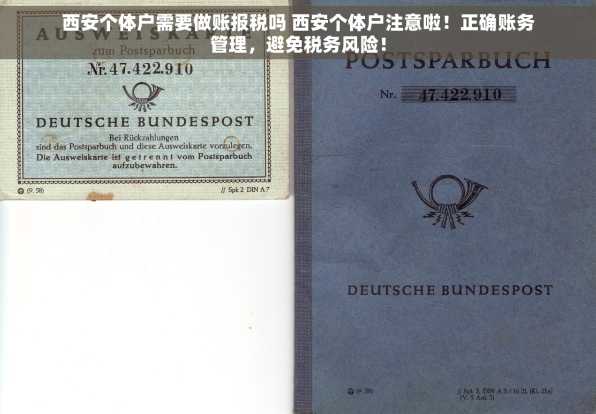 西安个体户需要做账报税吗 西安个体户注意啦！正确账务
管理，避免税务风险！
AUSWEISKARTE
zum Postsparbuch
Nr. 47.422.910
DEUTSCHE BUNDESPOST
Bei Rückzahlungen
sind das Postsparbuch und diese Ausweiskarte vorzulegen.
Die Ausweiskarte ist getrennt vom Postsparbuch
aufzubewahren.
(9. 58)
// Spk 2 DIN A 7
POSTSPARBUCH
Nr. 47.422.910
DEUTSCHE BUNDESPOST